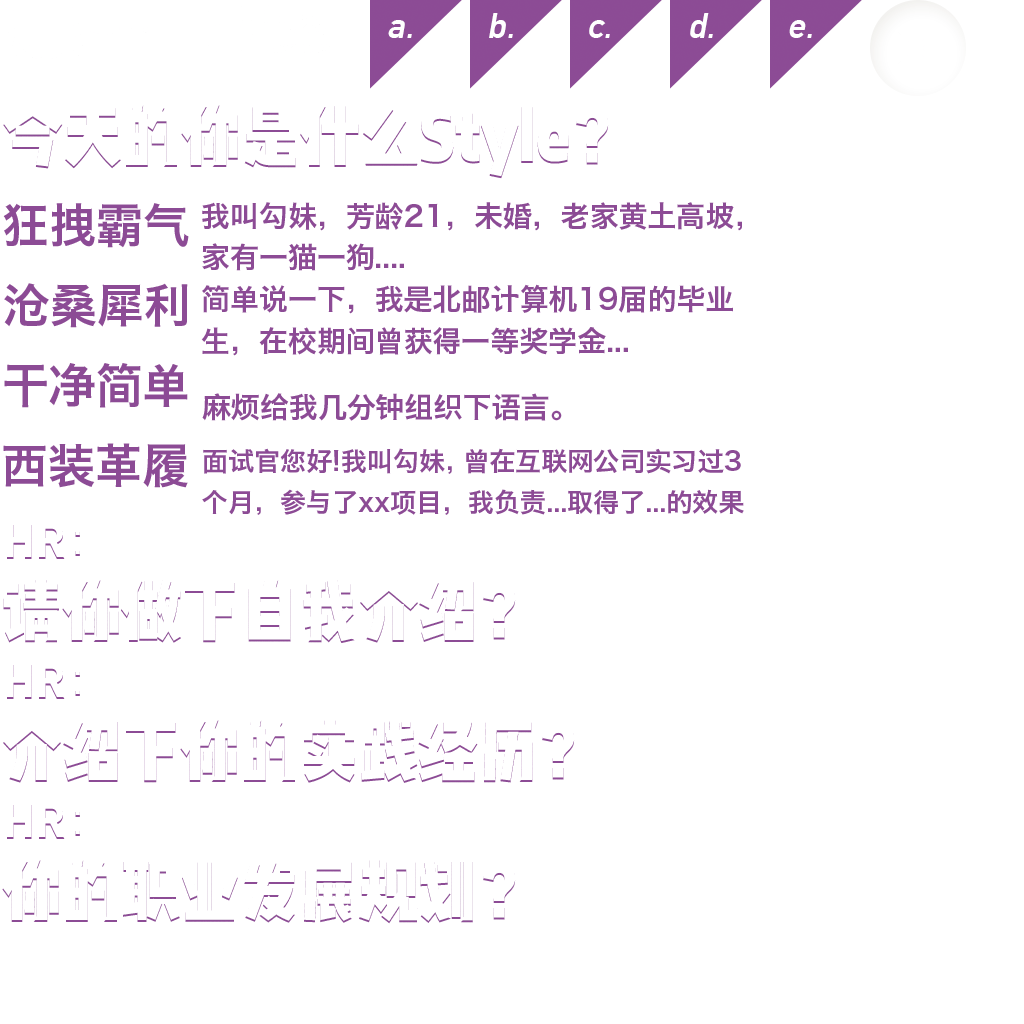 a. b. c. d. e.
今天的你是什么Style?
狂拽霸气
我叫勾妹，芳龄21，未婚，老家黄土高坡，
家有一猫一狗....
沧桑犀利
简单说一下，我是北邮计算机19届的毕业
生，在校期间曾获得一等奖学金...
干净简单
麻烦给我几分钟组织下语言。
西装革履
面试官您好!我叫勾妹, 曾在互联网公司实习过3
个月，参与了xx项目，我负责...取得了...的效果
HR:
请你做下自我介绍?
HR:
介绍下你的实践经历?
HR:
你的职业发展规划?